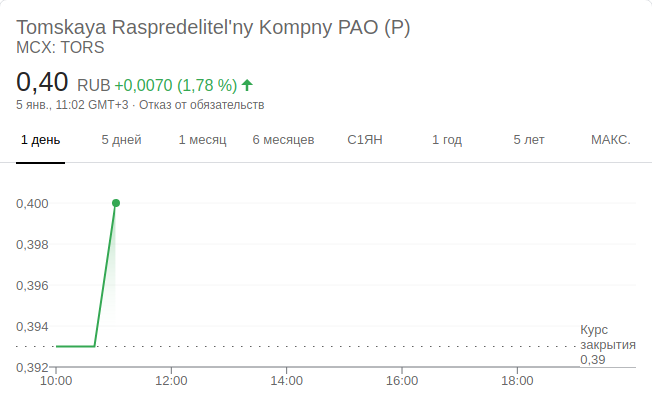 Tomskaya Raspredelitel'ny Kompny PAO (P)
MCX: TORS
0,40 RUB +0,0070 (1,78 %)
5 янв., 11:02 GMT+3 · Отказ от обязательств
1 день 5 дней 1 месяц 6 месяцев С1ЯН 1 год 5 лет МАКС.
0,400
0,398
0,396
0,394
Курс
закрытия
0,39
0,392
10:00 12:00 14:00 16:00 18:00